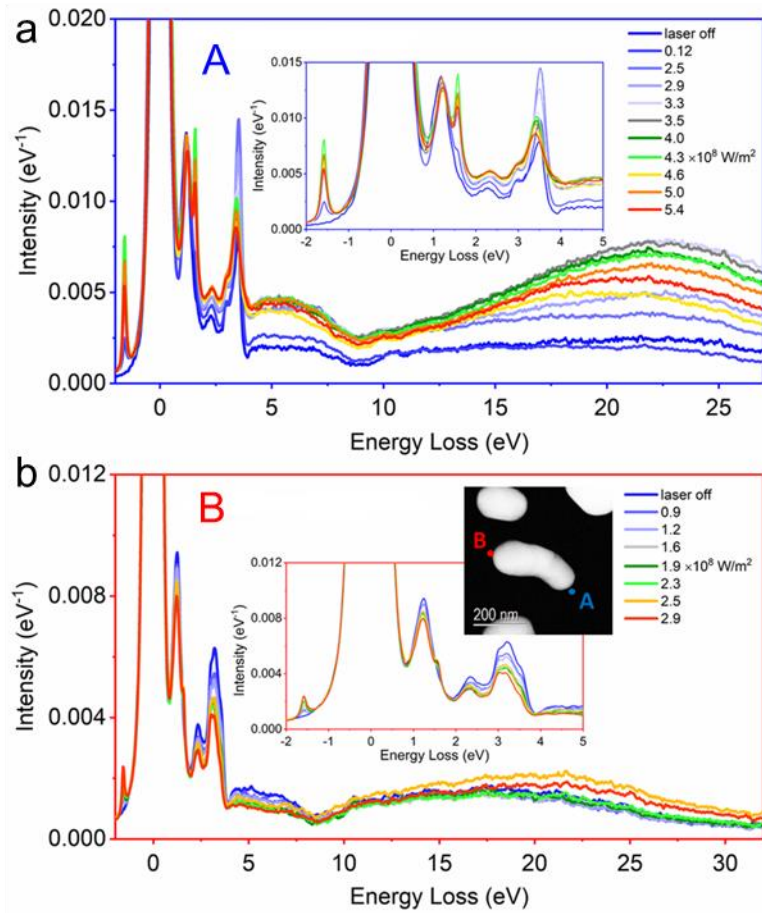 a
A
Intensity (eV⁻¹)
0.020
0.015
0.010
0.005
0.000
0
5
10
15
20
25
Energy Loss (eV)
Intensity (eV⁻¹)
0.015
0.010
0.005
0.000
-2 -1 0 1 2 3 4 5
Energy Loss (eV)
laser off
0.12
2.5
2.9
3.3
3.5
4.0
4.3 ×10⁸ W/m²
4.6
5.0
5.4
b
B
Intensity (eV⁻¹)
0.012
0.008
0.004
0.000
0 5 10 15 20 25 30
Energy Loss (eV)
Intensity (eV⁻¹)
0.012
0.008
0.004
0.000
-2 -1 0 1 2 3 4 5
Energy Loss (eV)
B
A
200 nm
laser off
0.9
1.2
1.6
1.9 ×10⁸ W/m²
2.3
2.5
2.9